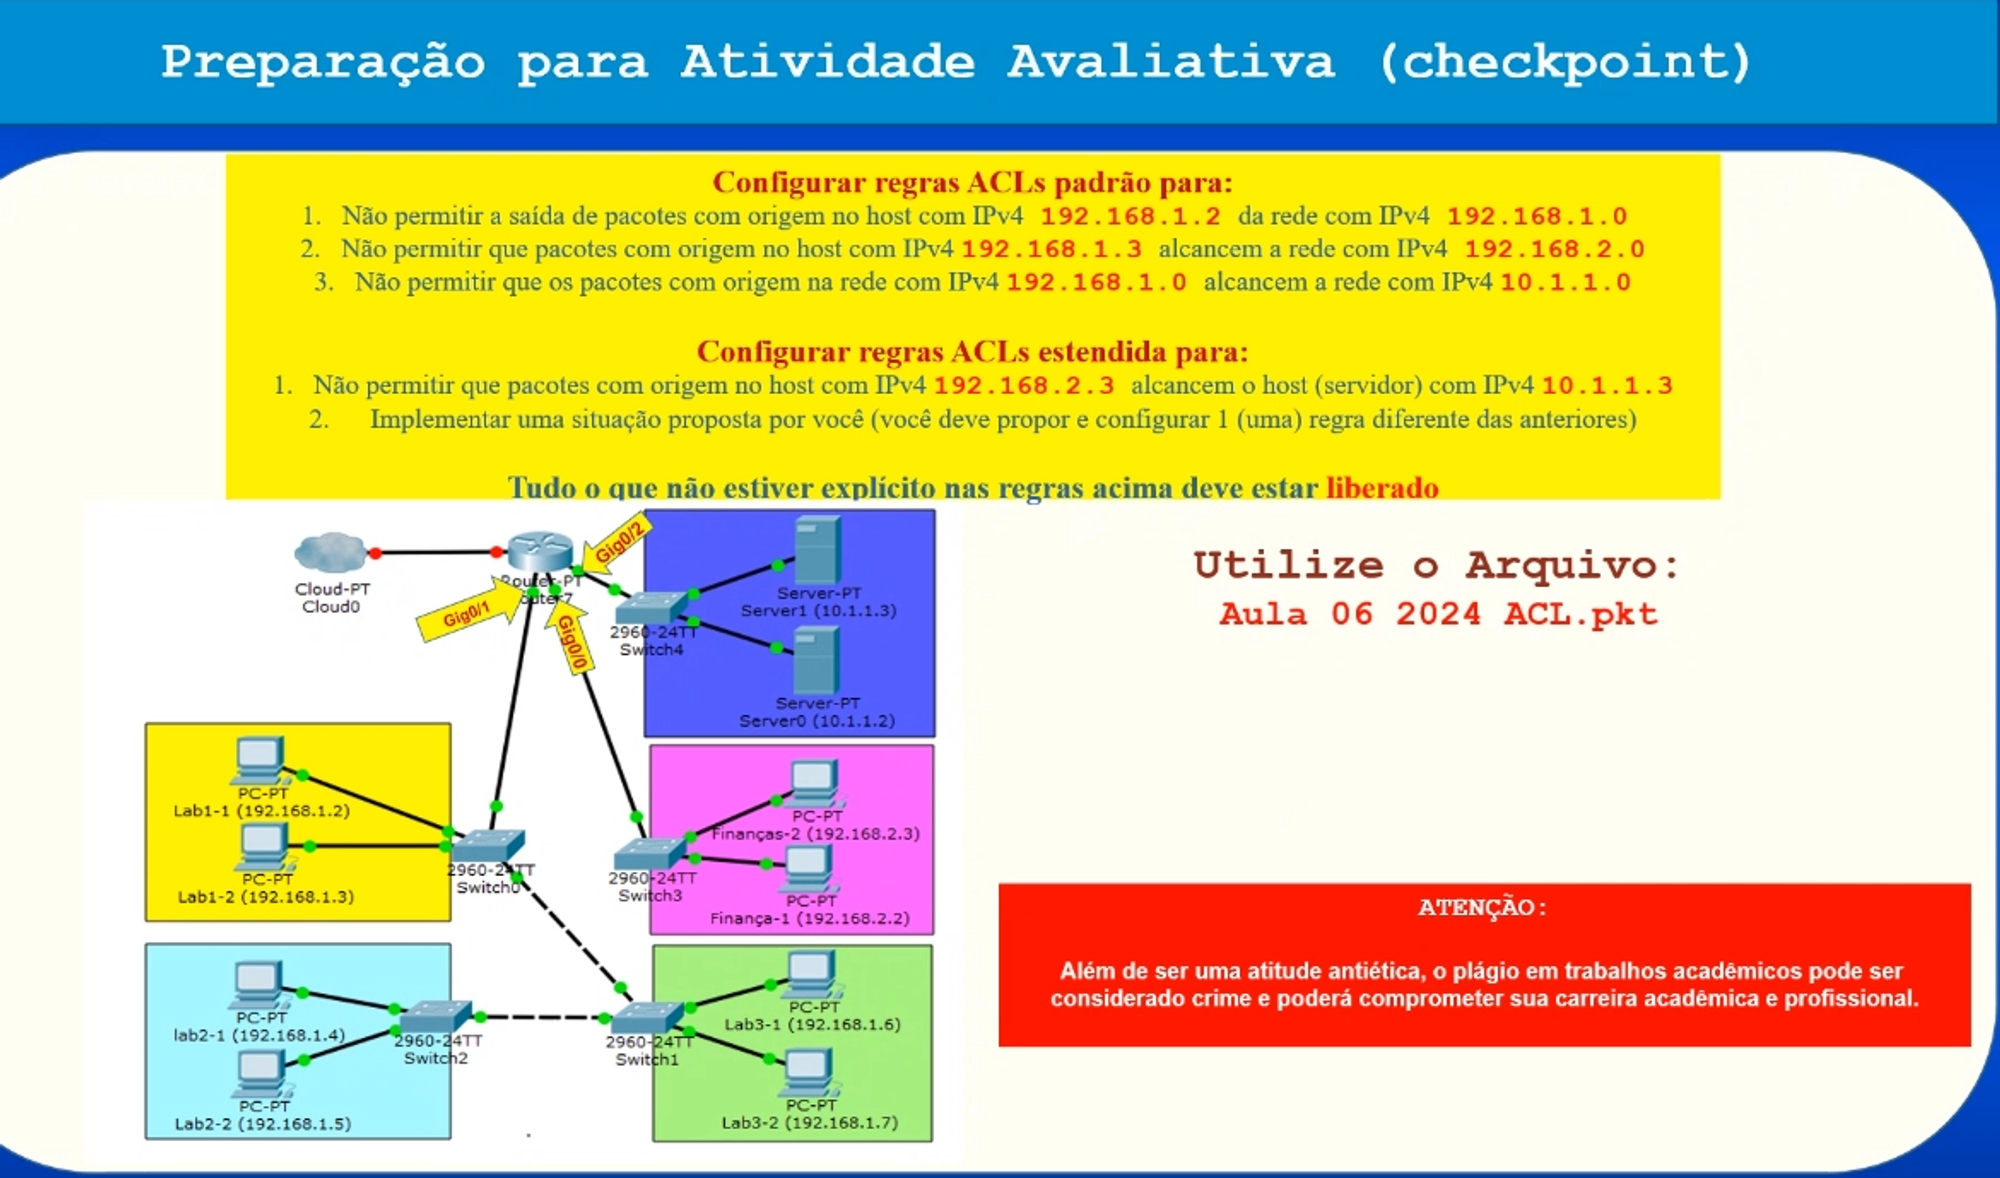 Preparação para Atividade Avaliativa (checkpoint)
Configurar regras ACLs padrão para:
1. Não permitir a saída de pacotes com origem no host com IPv4 192.168.1.2 da rede com IPv4 192.168.1.0
2. Não permitir que pacotes com origem no host com IPv4 192.168.1.3 alcancem a rede com IPv4 192.168.2.0
3. Não permitir que os pacotes com origem na rede com IPv4 192.168.1.0 alcancem a rede com IPv4 10.1.1.0
Configurar regras ACLs estendida para:
1. Não permitir que pacotes com origem no host com IPv4 192.168.2.3 alcancem o host (servidor) com IPv4 10.1.1.3
2. Implementar uma situação proposta por você (você deve propor e configurar 1 (uma) regra diferente das anteriores)
Tudo o que não estiver explícito nas regras acima deve estar liberado
Utilize o Arquivo:
Aula 06 2024 ACL.pkt
Cloud-PT
Cloud0
Router-PT
outer7
Gig0/1
Gig0/0
Gig0/2
2960-24TT
Switch4
Server-PT
Server1 (10.1.1.3)
Server-PT
Server0 (10.1.1.2)
PC-PT
Lab1-1 (192.168.1.2)
PC-PT
Lab1-2 (192.168.1.3)
2960-24TT
Switch0
2960-24TT
Switch3
PC-PT
Finanças-2 (192.168.2.3)
PC-PT
Finança-1 (192.168.2.2)
PC-PT
lab2-1 (192.168.1.4)
PC-PT
Lab2-2 (192.168.1.5)
2960-24TT
Switch2
2960-24TT
Switch1
PC-PT
Lab3-1 (192.168.1.6)
PC-PT
Lab3-2 (192.168.1.7)
ATENÇÃO:
Além de ser uma atitude antiética, o plágio em trabalhos acadêmicos pode ser
considerado crime e poderá comprometer sua carreira acadêmica e profissional.